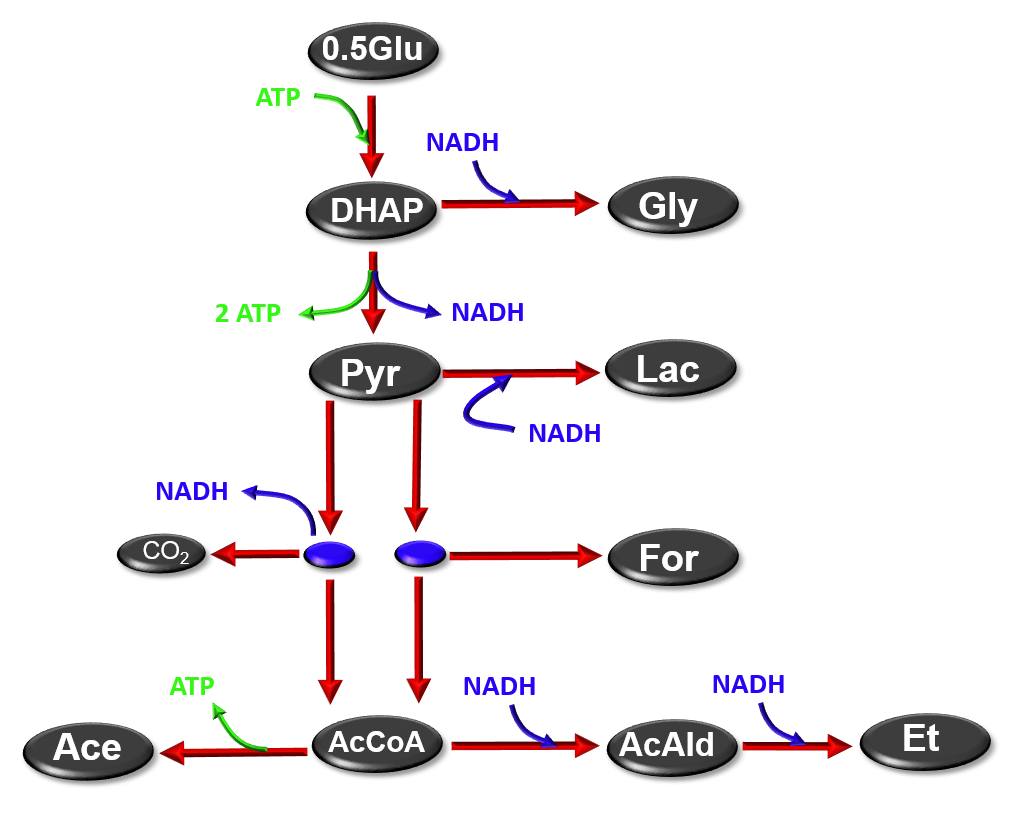 0.5Glu
ATP
NADH
DHAP
Gly
2 ATP
NADH
Pyr
Lac
NADH
NADH
CO₂
For
ATP
NADH
NADH
Ace
AcCoA
AcAld
Et